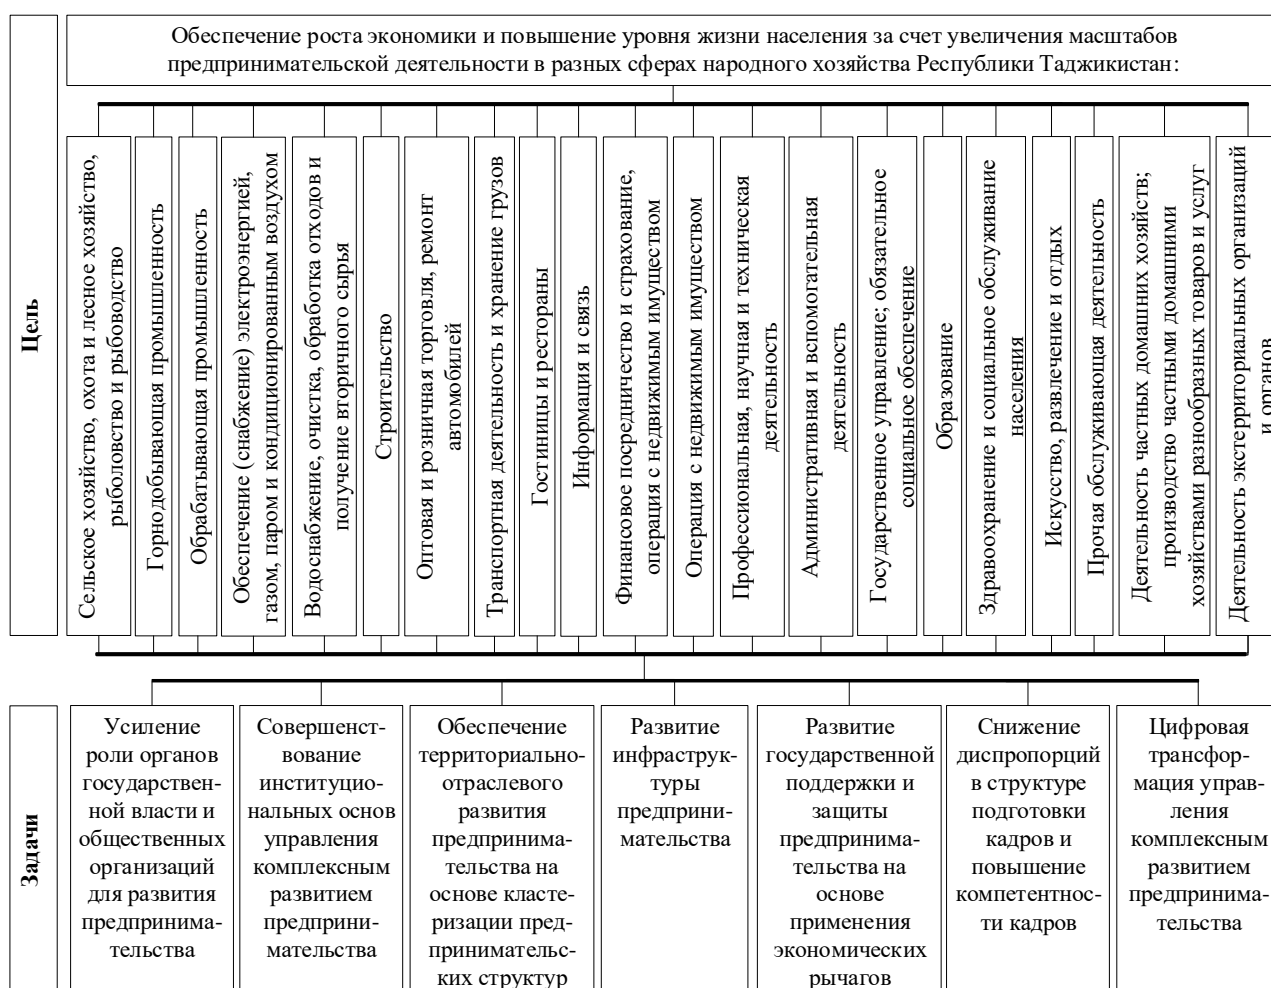 Цель
Обеспечение роста экономики и повышение уровня жизни населения за счет увеличения масштабов
предпринимательской деятельности в разных сферах народного хозяйства Республики Таджикистан:
Сельское хозяйство, охота и лесное хозяйство,
рыболовство и рыбоводство
Горнодобывающая промышленность
Обрабатывающая промышленность
Обеспечение (снабжение) электроэнергией,
газом, паром и кондиционированным воздухом
Водоснабжение, очистка, обработка отходов и
получение вторичного сырья
Строительство
Оптовая и розничная торговля, ремонт
автомобилей
Транспортная деятельность и хранение грузов
Гостиницы и рестораны
Информация и связь
Финансовое посредничество и страхование,
операция с недвижимым имуществом
Операция с недвижимым имуществом
Профессиональная, научная и техническая
деятельность
Административная и вспомогательная
деятельность
Государственное управление; обязательное
социальное обеспечение
Образование
Здравоохранение и социальное обслуживание
населения
Искусство, развлечение и отдых
Прочая обслуживающая деятельность
Деятельность частных домашних хозяйств;
производство частными домашними
хозяйствами разнообразных товаров и услуг
Деятельность экстерриториальных организаций
и органов
Задачи
Усиление
роли органов
государствен-
ной власти и
общественных
организаций
для развития
предпринима-
тельства
Совершенст-
вование
институцио-
нальных основ
управления
комплексным
развитием
предприни-
мательства
Обеспечение
территориально-
отраслевого
развития
предпринима-
тельства на
основе класте-
ризации пред-
принимательс-
ких структур
Развитие
инфраструк-
туры
предприни-
мательства
Развитие
государственной
поддержки и
защиты
предпринима-
тельства на
основе
применения
экономических
рычагов
Снижение
диспропорций
в структуре
подготовки
кадров и
повышение
компетентнос-
ти кадров
Цифровая
трансфор-
мация управ-
ления
комплексным
развитием
предпринима-
тельства